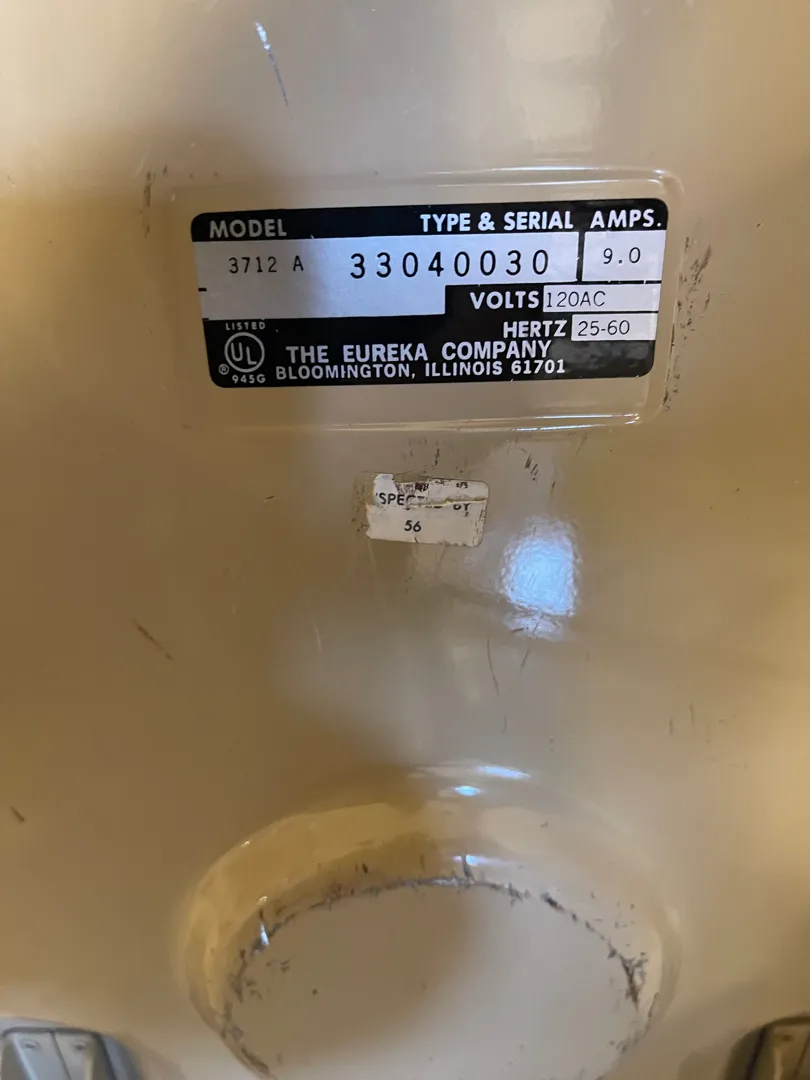 MODEL TYPE & SERIAL AMPS.
3712 A 33040030 9.0
VOLTS 120AC
HERTZ 25-60
LISTED
UL
® 945G
THE EUREKA COMPANY
BLOOMINGTON, ILLINOIS 61701
BY
56